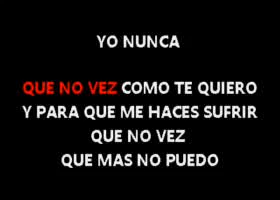 YO NUNCA
QUE NO VEZ COMO TE QUIERO
Y PARA QUE ME HACES SUFRIR
QUE NO VEZ
QUE MAS NO PUEDO